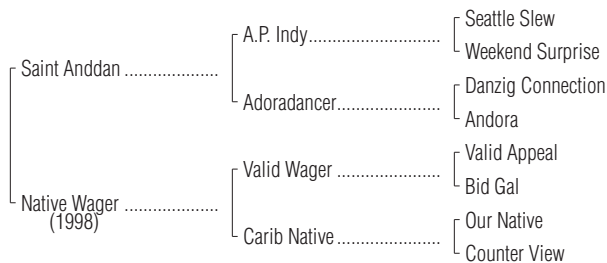 Seattle Slew
A.P. Indy........................................
Weekend Surprise
Saint Anddan .....................
Danzig Connection
Adoradancer................................
Andora
Valid Appeal
Valid Wager ................................
Bid Gal
Native Wager .....................
(1998)
Our Native
Carib Native................................
Counter View